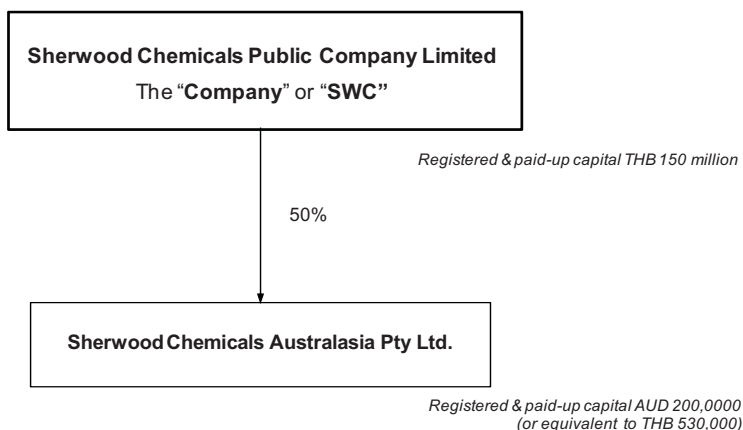 Sherwood Chemicals Public Company Limited
The “Company” or “SWC”
Registered & paid-up capital THB 150 million
50%
Sherwood Chemicals Australasia Pty Ltd.
Registered & paid-up capital AUD 200,0000
(or equivalent to THB 530,000)